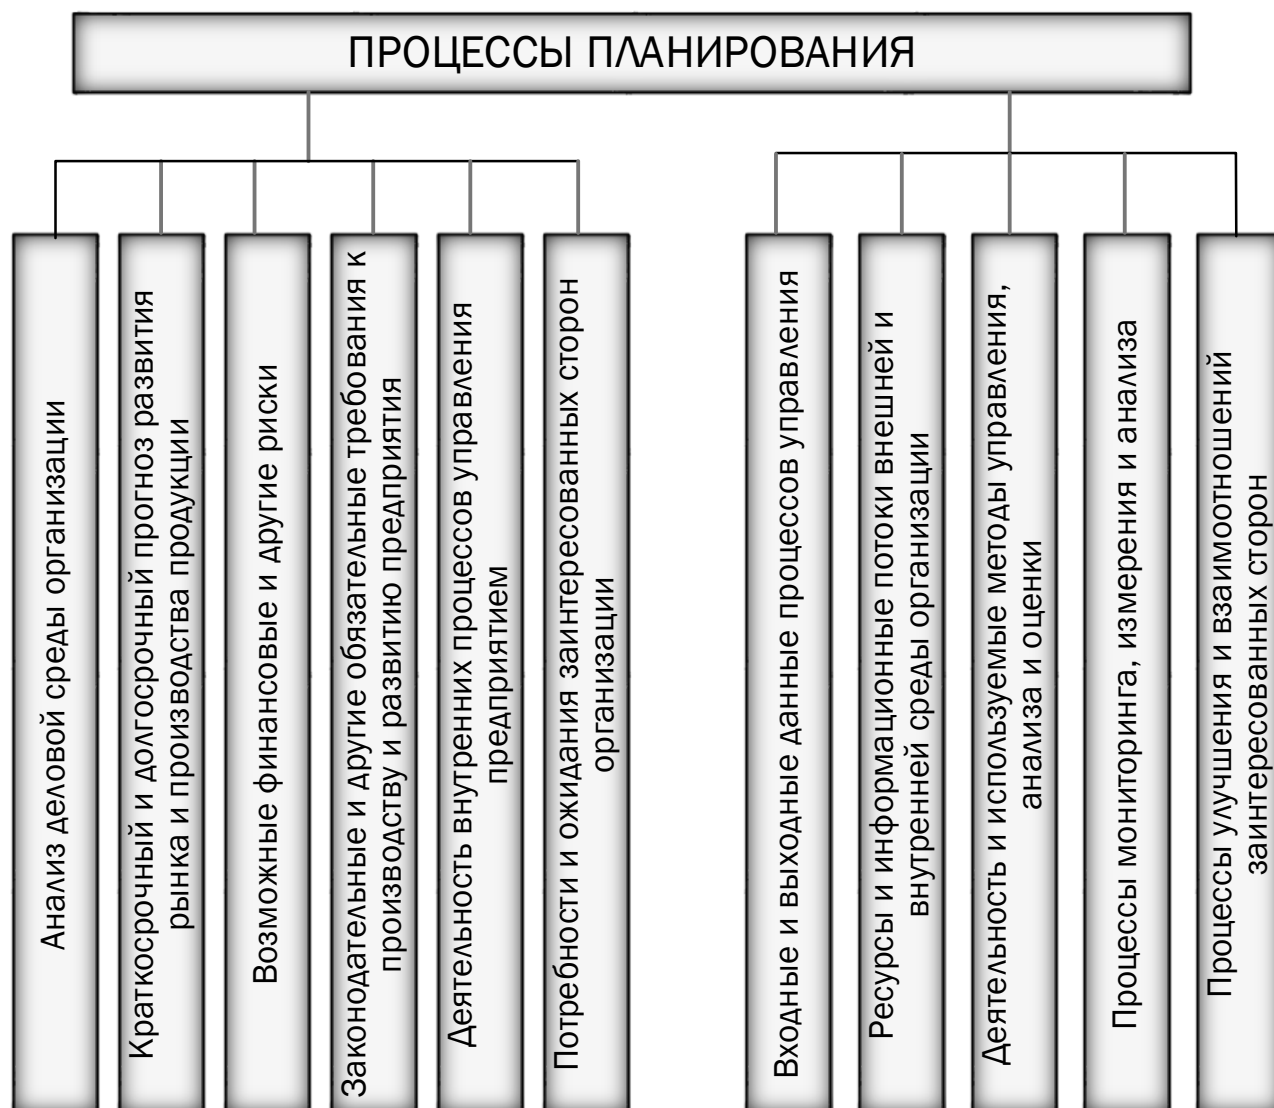 ПРОЦЕССЫ ПЛАНИРОВАНИЯ
Анализ деловой среды организации
Краткосрочный и долгосрочный прогноз развития
рынка и производства продукции
Возможные финансовые и другие риски
Законодательные и другие обязательные требования к
производству и развитию предприятия
Деятельность внутренних процессов управления
предприятием
Потребности и ожидания заинтересованных сторон
организации
Входные и выходные данные процессов управления
Ресурсы и информационные потоки внешней и
внутренней среды организации
Деятельность и используемые методы управления,
анализа и оценки
Процессы мониторинга, измерения и анализа
Процессы улучшения и взаимоотношений
заинтересованных сторон